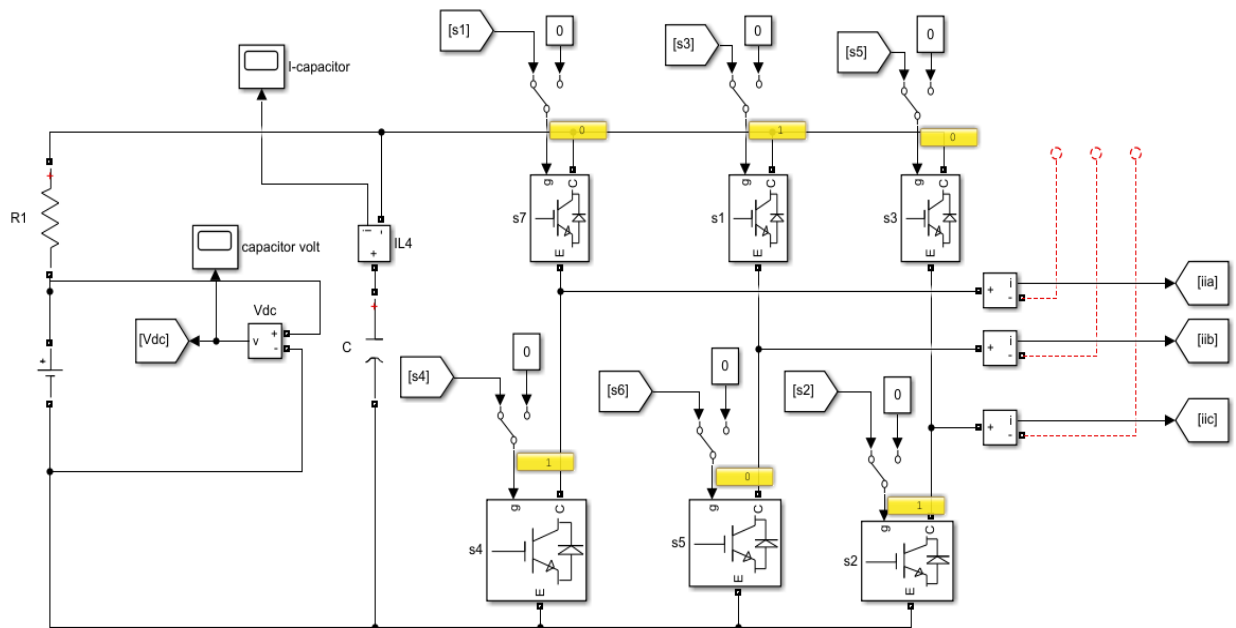 [s1]
0
[s3]
0
[s5]
0
I-capacitor
0
1
0
g
C
E
s7
g
C
E
s1
g
C
E
s3
R1
+
capacitor volt
i
-
+
IL4
+
i
-
[iia]
Vdc
[Vdc]
v
+
-
C
+
+
+
i
-
[iib]
[s4]
0
[s6]
0
[s2]
0
+
i
-
[iic]
1
0
1
g
C
E
s4
g
C
E
s5
g
C
E
s2